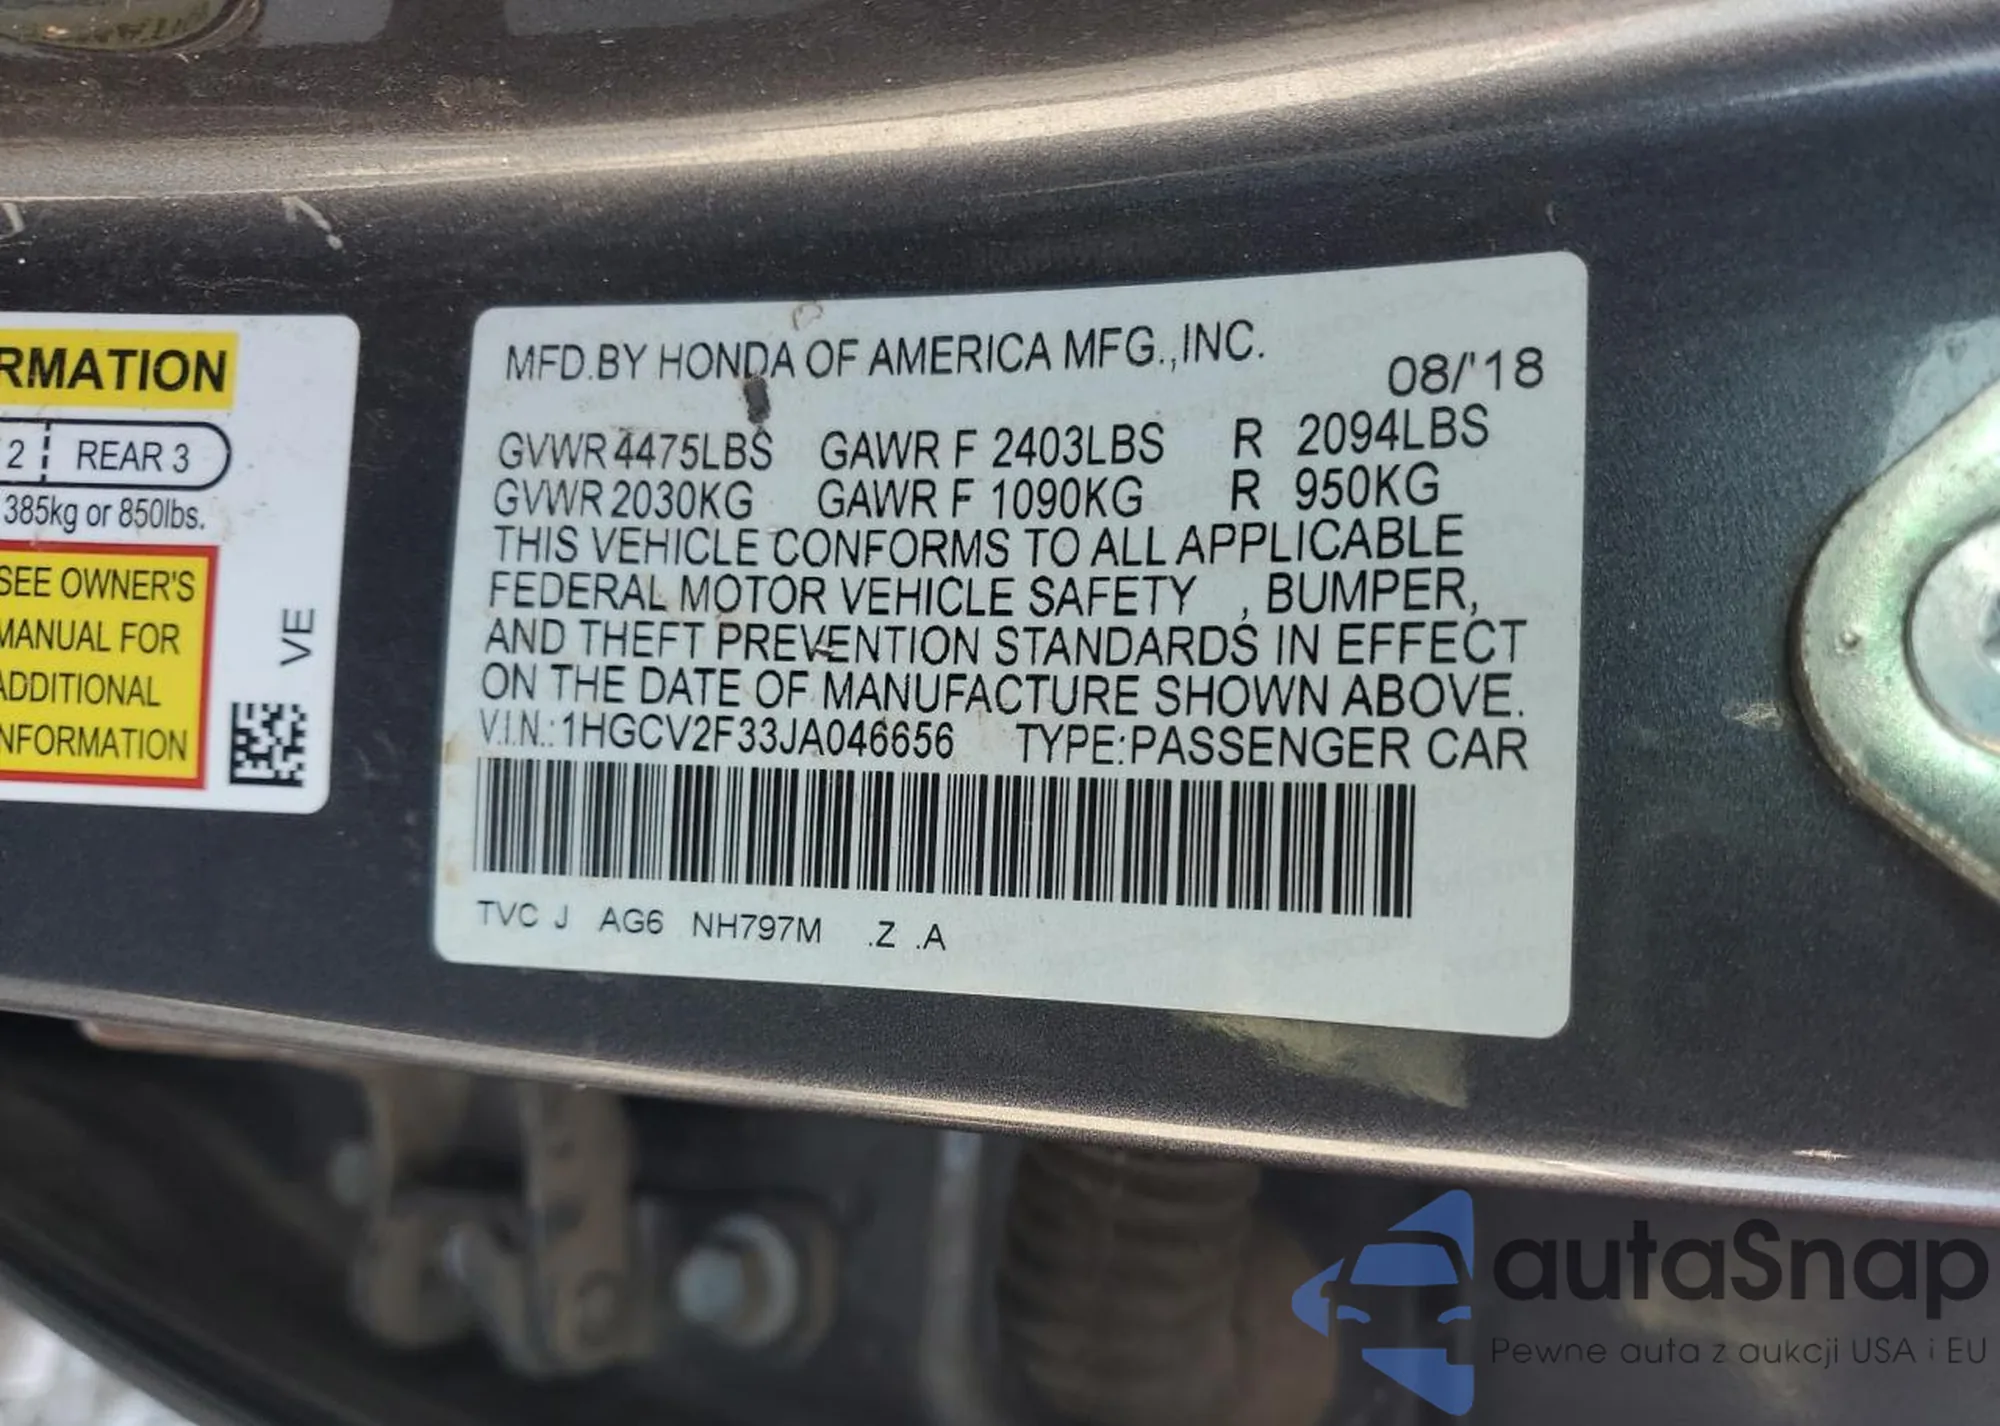 RMATION
2 REAR 3
385kg or 850lbs.
SEE OWNER'S
MANUAL FOR
ADDITIONAL
INFORMATION
VE
MFD.BY HONDA OF AMERICA MFG.,INC.
08/'18
GVWR 4475LBS GAWR F 2403LBS R 2094LBS
GVWR 2030KG GAWR F 1090KG R 950KG
THIS VEHICLE CONFORMS TO ALL APPLICABLE
FEDERAL MOTOR VEHICLE SAFETY , BUMPER,
AND THEFT PREVENTION STANDARDS IN EFFECT
ON THE DATE OF MANUFACTURE SHOWN ABOVE.
V.I.N.:1HGCV2F33JA046656 TYPE:PASSENGER CAR
TVC J AG6 NH797M .Z .A
autaSnap
Pewne auta z aukcji USA i EU